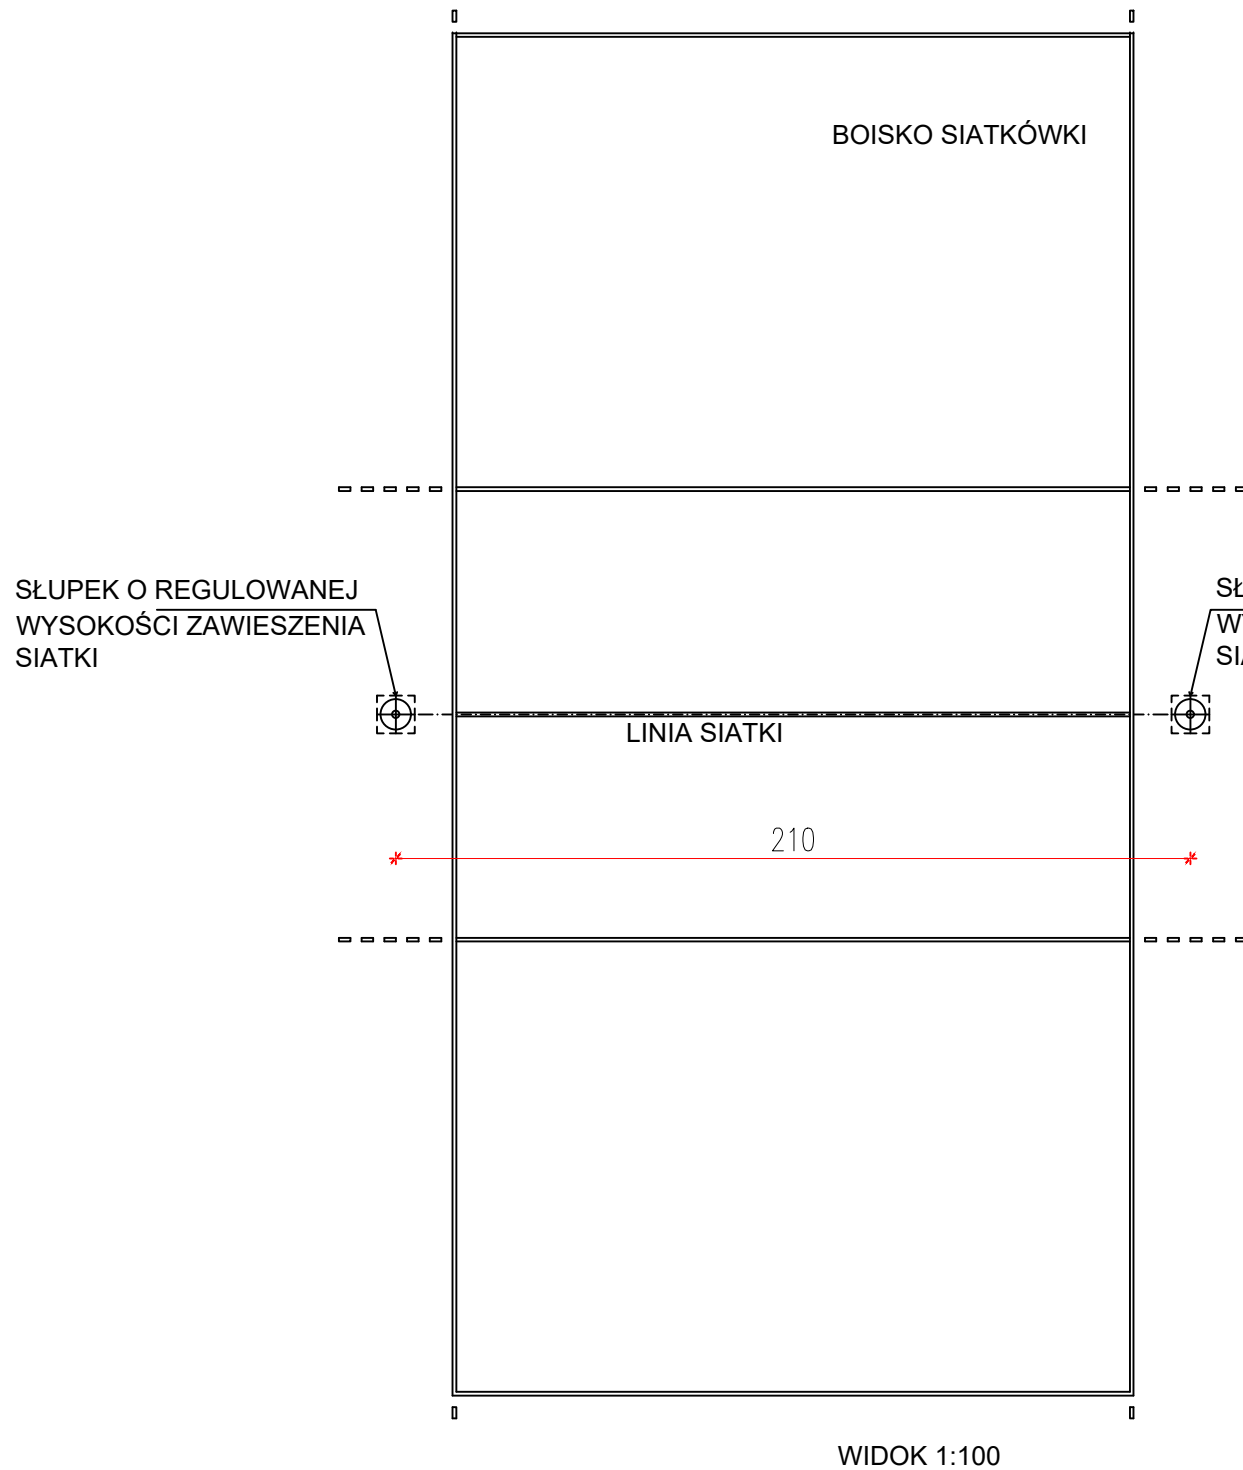 BOISKO SIATKÓWKI
SŁUPEK O REGULOWANEJ
WYSOKOŚCI ZAWIESZENIA
SIATKI
LINIA SIATKI
210
WIDOK 1:100